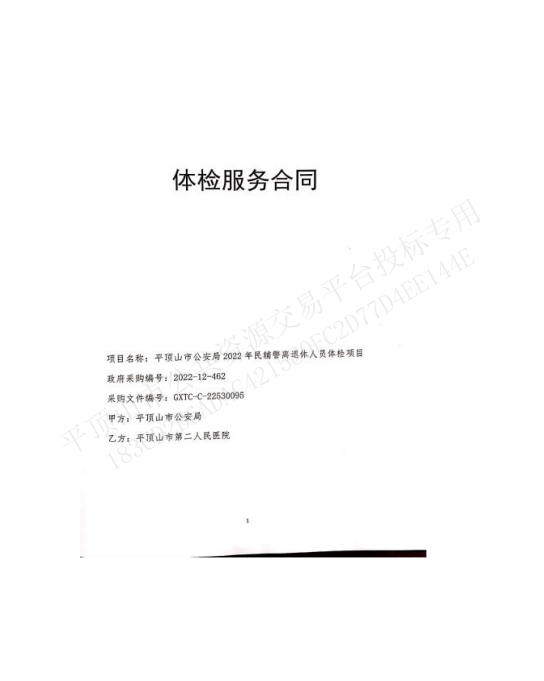 体检服务合同
项目名称：平顶山市公安局2022年民辅警离退休人员体检项目
政府采购编号：2022-12-462
采购文件编号：GXTC-C-22530095
甲方：平顶山市公安局
乙方：平顶山市第二人民医院
1
平顶山市公共资源交易平台投标专用